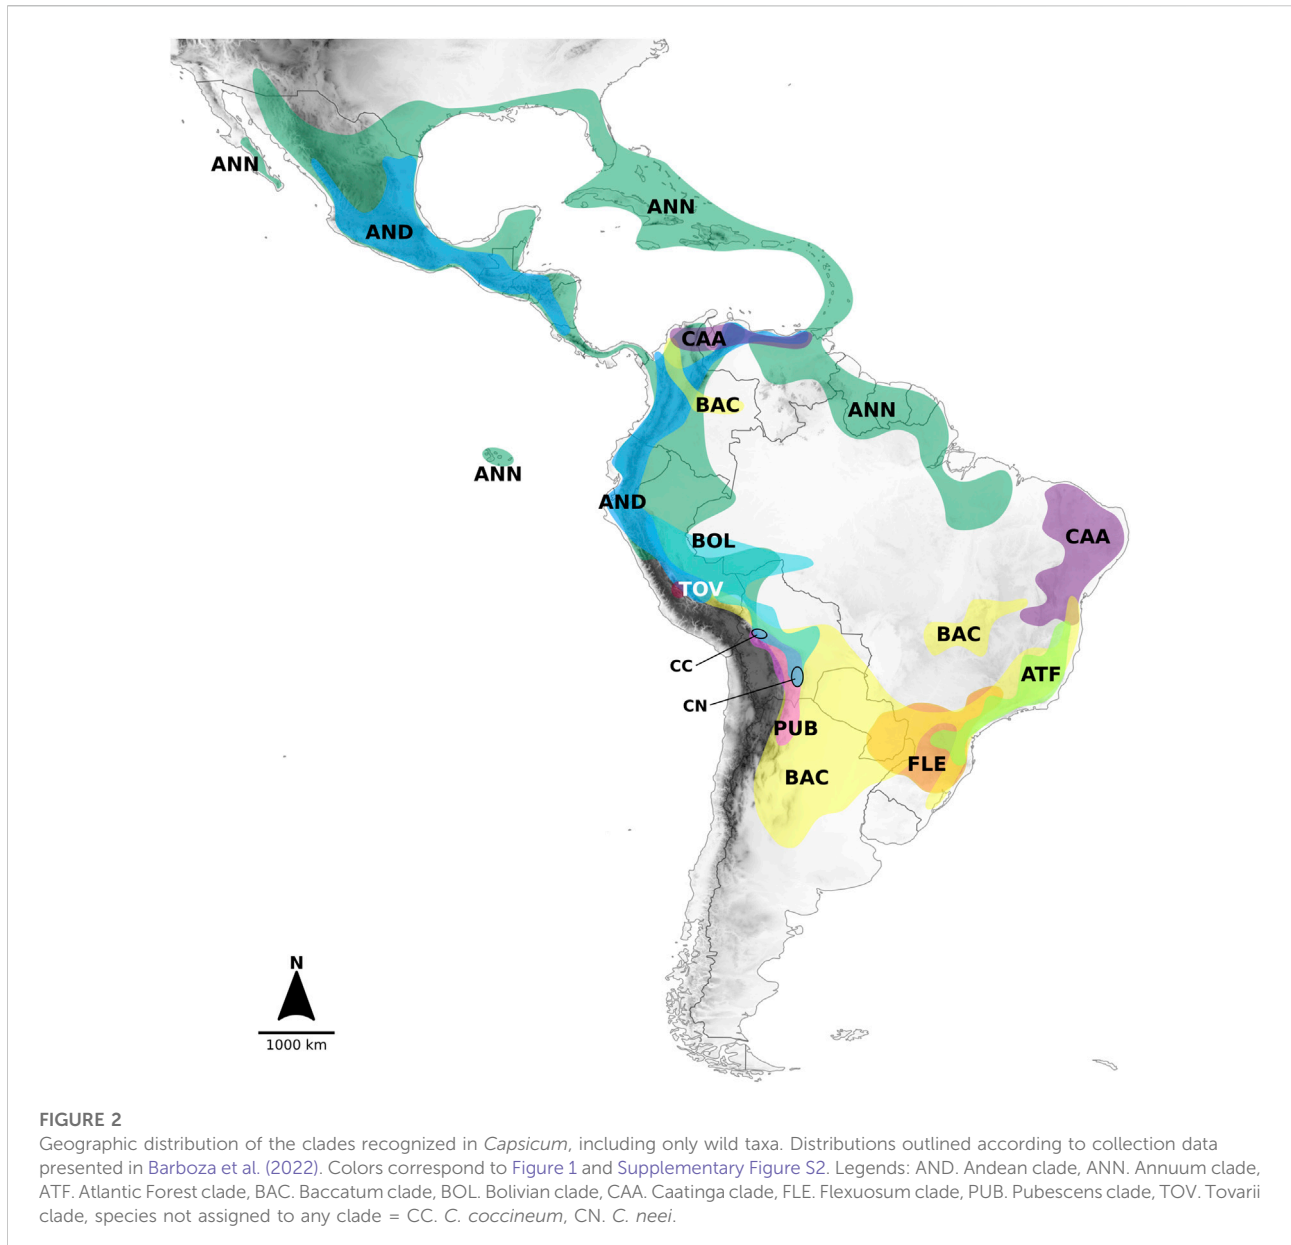 ANN
ANN
AND
CAA
BAC
ANN
ANN
AND
BOL
CAA
TOV
BAC
CC
ATF
CN
PUB
FLE
BAC
N
1000 km
FIGURE 2
Geographic distribution of the clades recognized in Capsicum, including only wild taxa. Distributions outlined according to collection data
presented in Barboza et al. (2022). Colors correspond to Figure 1 and Supplementary Figure S2. Legends: AND. Andean clade, ANN. Annuum clade,
ATF. Atlantic Forest clade, BAC. Baccatum clade, BOL. Bolivian clade, CAA. Caatinga clade, FLE. Flexuosum clade, PUB. Pubescens clade, TOV. Tovarii
clade, species not assigned to any clade = CC. C. coccineum, CN. C. neei.